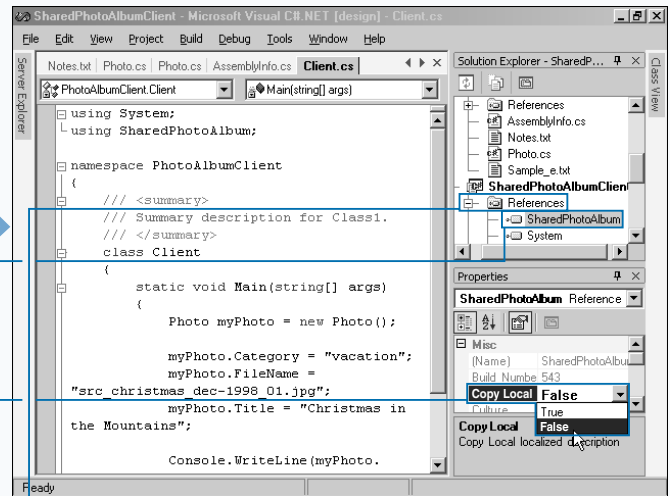 SharedPhotoAlbumClient - Microsoft Visual C#.NET [design] - Client.cs
File Edit View Project Build Debug Tools Window Help
Server Explorer
Notes.txt Photo.cs Photo.cs AssemblyInfo.cs Client.cs
PhotoAlbumClient.Client
Main(string[] args)
using System;
using SharedPhotoAlbum;
namespace PhotoAlbumClient
{
/// <summary>
/// Summary description for Class1.
/// </summary>
class Client
{
static void Main(string[] args)
{
Photo myPhoto = new Photo();
myPhoto.Category = "vacation";
myPhoto.FileName =
"src_christmas_dec-1998_01.jpg";
myPhoto.Title = "Christmas in
the Mountains";
Console.WriteLine(myPhoto.
Solution Explorer - SharedP...
References
AssemblyInfo.cs
Notes.txt
Photo.cs
Sample_e.txt
SharedPhotoAlbumClient
References
SharedPhotoAlbum
System
Class View
Properties
SharedPhotoAlbum Reference
Misc
(Name) SharedPhotoAlbu
Build Numbe 543
Copy Local False
Culture
True
False
Copy Local
Copy Local localized description
Ready